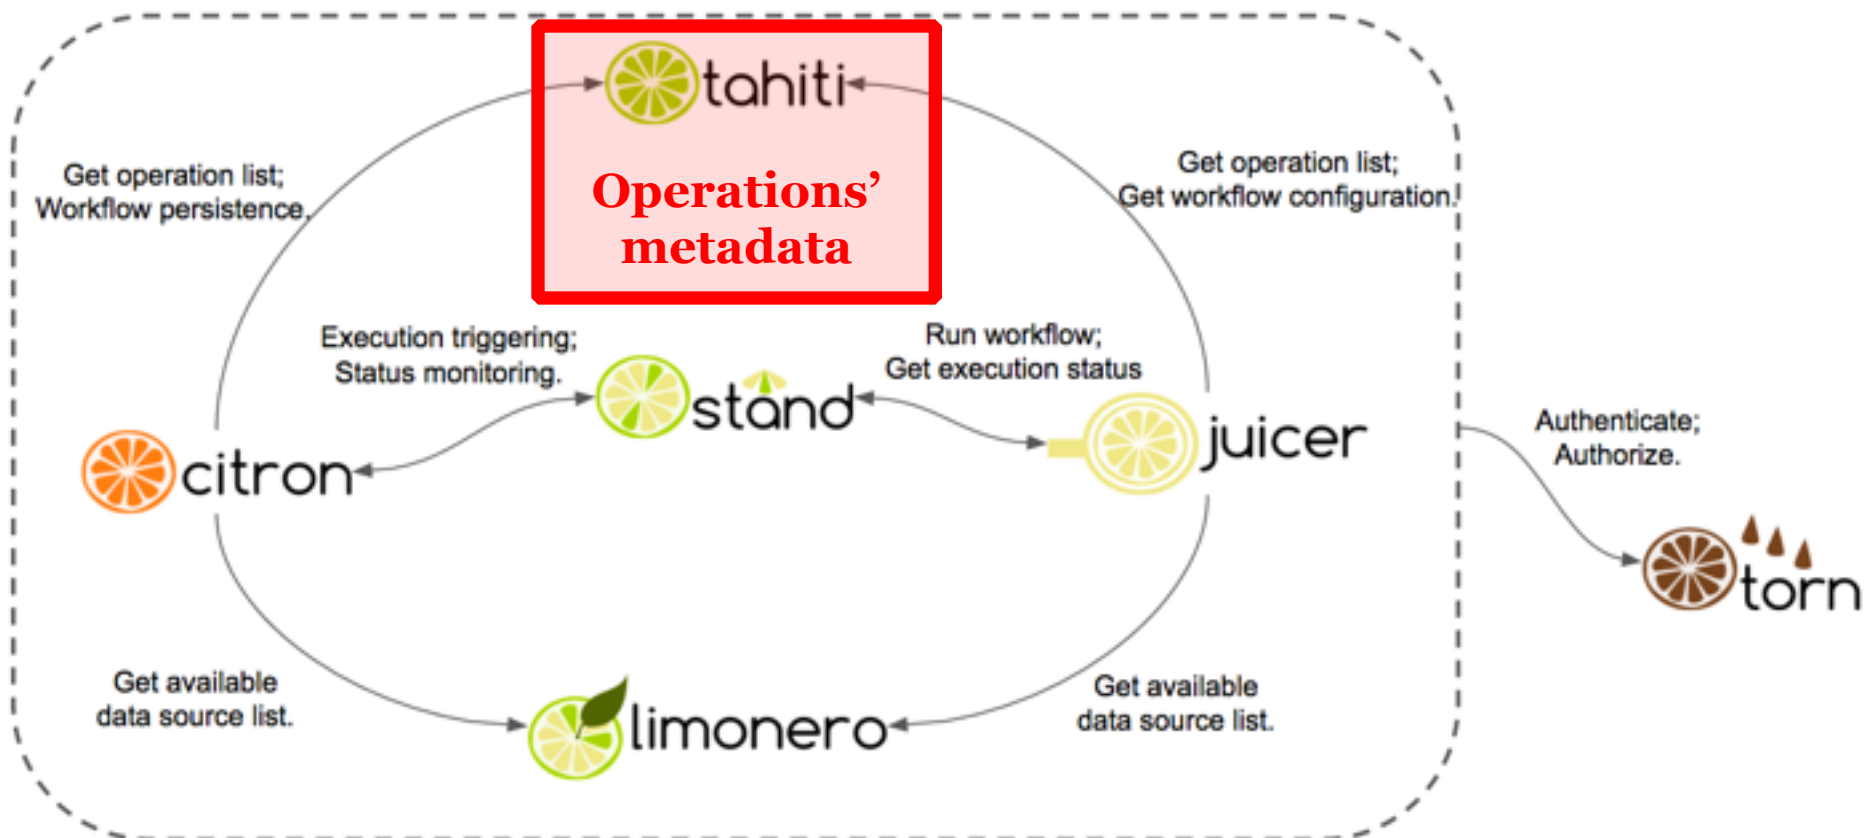 tahiti
Operations’
metadata
Get operation list;
Workflow persistence.
Get operation list;
Get workflow configuration.
Execution triggering;
Status monitoring.
Run workflow;
Get execution status
stand
citron
juicer
Authenticate;
Authorize.
torn
Get available
data source list.
limonero
Get available
data source list.